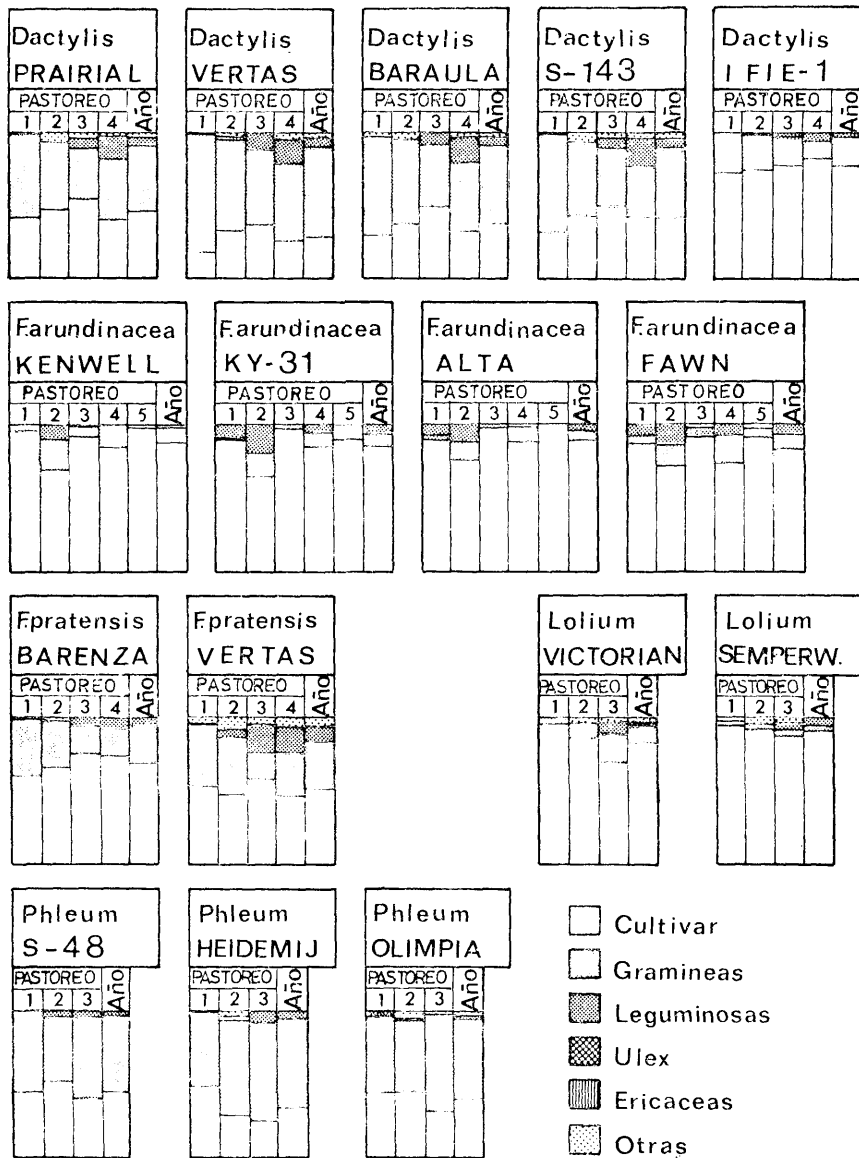 Dactylis
PRAIRIAL
PASTOREO
Año
1 2 3 4
Dactylis
VERTAS
PASTOREO
Año
1 2 3 4
Dactylis
BARAULA
PASTOREO
Año
1 2 3 4
Dactylis
S-143
PASTOREO
Año
1 2 3 4
Dactylis
IFIE-1
PASTOREO
Año
1 2 3 4
F.arundinacea
KENWELL
PASTOREO
Año
1 2 3 4 5
F.arundinacea
KY-31
PASTOREO
Año
1 2 3 4 5
F.arundinacea
ALTA
PASTOREO
Año
1 2 3 4 5
F.arundinacea
FAWN
PASTOREO
Año
1 2 3 4 5
F.pratensis
BARENZA
PASTOREO
Año
1 2 3 4
F.pratensis
VERTAS
PASTOREO
Año
1 2 3 4
Lolium
VICTORIAN
PASTOREO
Año
1 2 3
Lolium
SEMPERW.
PASTOREO
Año
1 2 3
Phleum
S-48
PASTOREO
Año
1 2 3
Phleum
HEIDEMIJ
PASTOREO
Año
1 2 3
Phleum
OLIMPIA
PASTOREO
Año
1 2 3
Cultivar
Gramineas
Leguminosas
Ulex
Ericaceas
Otras